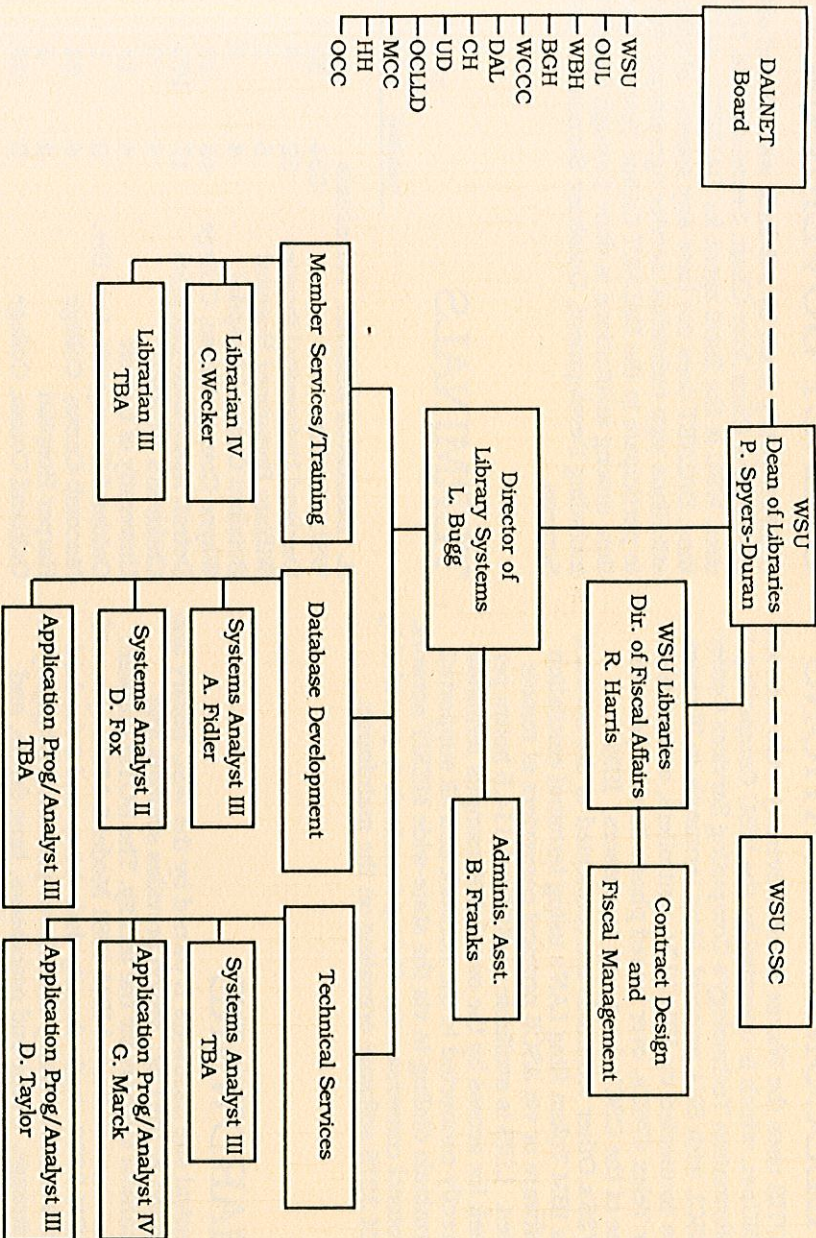 DALNET
Board
WSU
OUL
WBH
BGH
WCCC
DAL
CH
UD
OCLLD
MCC
HH
OCC
WSU
Dean of Libraries
P. Spyers-Duran
WSU CSC
WSU Libraries
Dir. of Fiscal Affairs
R. Harris
Contract Design
and
Fiscal Management
Director of
Library Systems
L. Bugg
Adminis. Asst.
B. Franks
Member Services/Training
Librarian IV
C.Wecker
Librarian III
TBA
Database Development
Systems Analyst III
A. Fidler
Systems Analyst II
D. Fox
Application Prog/Analyst III
TBA
Technical Services
Systems Analyst III
TBA
Application Prog/Analyst IV
G. Marck
Application Prog/Analyst III
D. Taylor